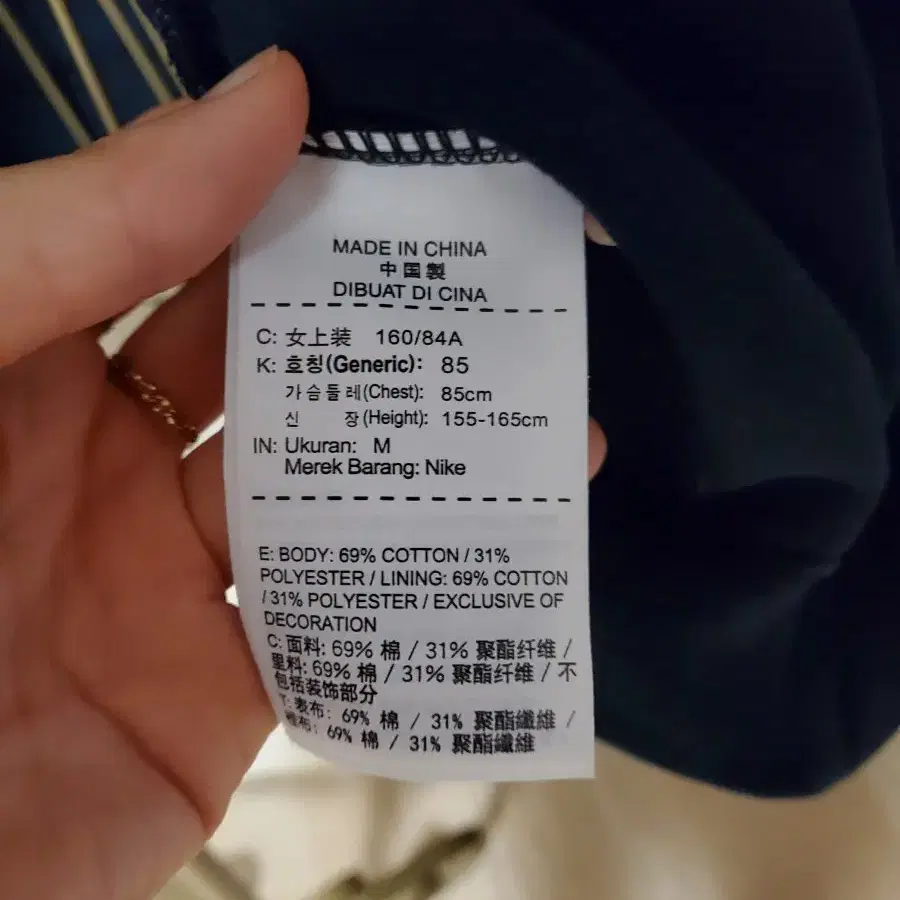 MADE IN CHINA
中国製
DIBUAT DI CINA
C: 女上装 160/84A
K: 호칭(Generic): 85
가슴둘레(Chest): 85cm
신 장(Height): 155-165cm
IN: Ukuran: M
Merek Barang: Nike
E: BODY: 69% COTTON / 31%
POLYESTER / LINING: 69% COTTON
/ 31% POLYESTER / EXCLUSIVE OF
DECORATION
C: 面料: 69% 棉 / 31% 聚酯纤维 /
里料: 69% 棉 / 31% 聚酯纤维 / 不
包括装饰部分
T: 表布: 69% 棉 / 31% 聚酯纖維 /
裡布: 69% 棉 / 31% 聚酯纖維